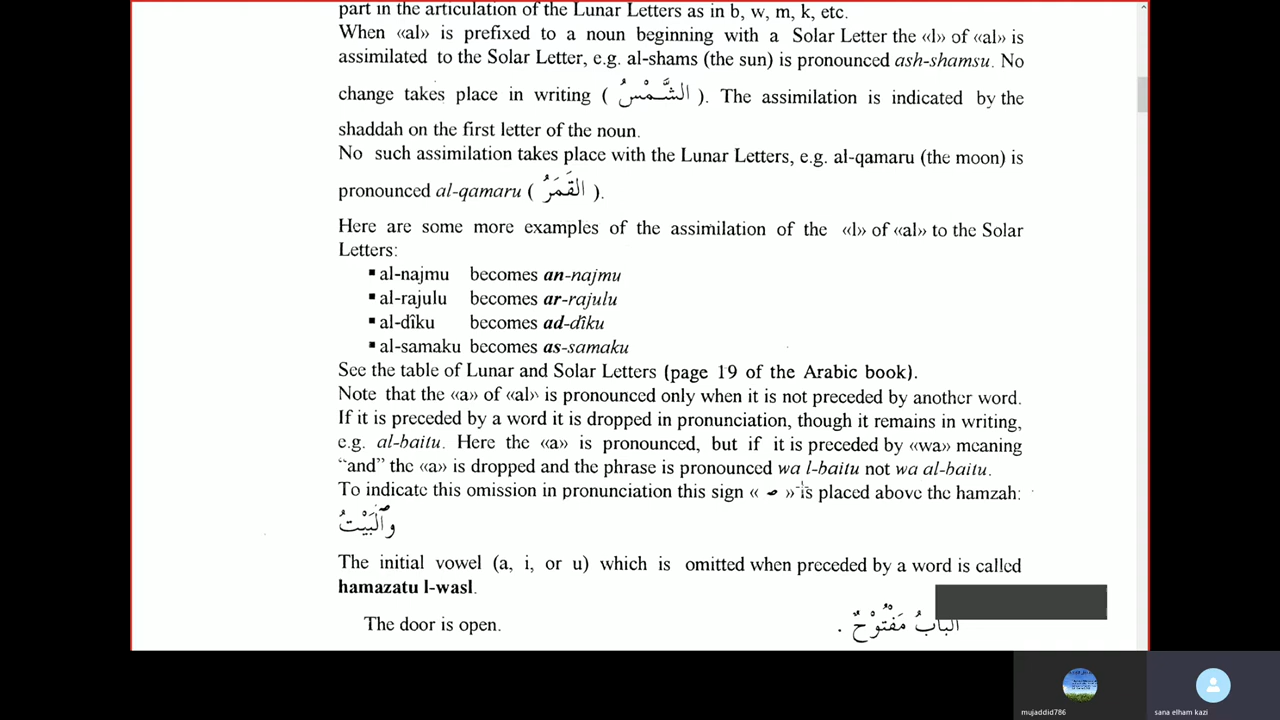 part in the articulation of the Lunar Letters as in b, w, m, k, etc.
When «al» is prefixed to a noun beginning with a Solar Letter the «l» of «al» is
assimilated to the Solar Letter, e.g. al-shams (the sun) is pronounced ash-shamsu. No
change takes place in writing ( الشَّمْسُ ). The assimilation is indicated by the
shaddah on the first letter of the noun.
No such assimilation takes place with the Lunar Letters, e.g. al-qamaru (the moon) is
pronounced al-qamaru ( القَمَرُ ).
Here are some more examples of the assimilation of the «l» of «al» to the Solar
Letters:
▪ al-najmu becomes an-najmu
▪ al-rajulu becomes ar-rajulu
▪ al-dîku becomes ad-dîku
▪ al-samaku becomes as-samaku
See the table of Lunar and Solar Letters (page 19 of the Arabic book).
Note that the «a» of «al» is pronounced only when it is not preceded by another word.
If it is preceded by a word it is dropped in pronunciation, though it remains in writing,
e.g. al-baitu. Here the «a» is pronounced, but if it is preceded by «wa» meaning
"and" the «a» is dropped and the phrase is pronounced wa l-baitu not wa al-baitu.
To indicate this omission in pronunciation this sign « صـ » is placed above the hamzah:
وَٱلْبَيْتُ
The initial vowel (a, i, or u) which is omitted when preceded by a word is called
hamazatu l-wasl.
The door is open. البَابُ مَفْتُوْحٌ .
mujaddid786
sana elham kazi